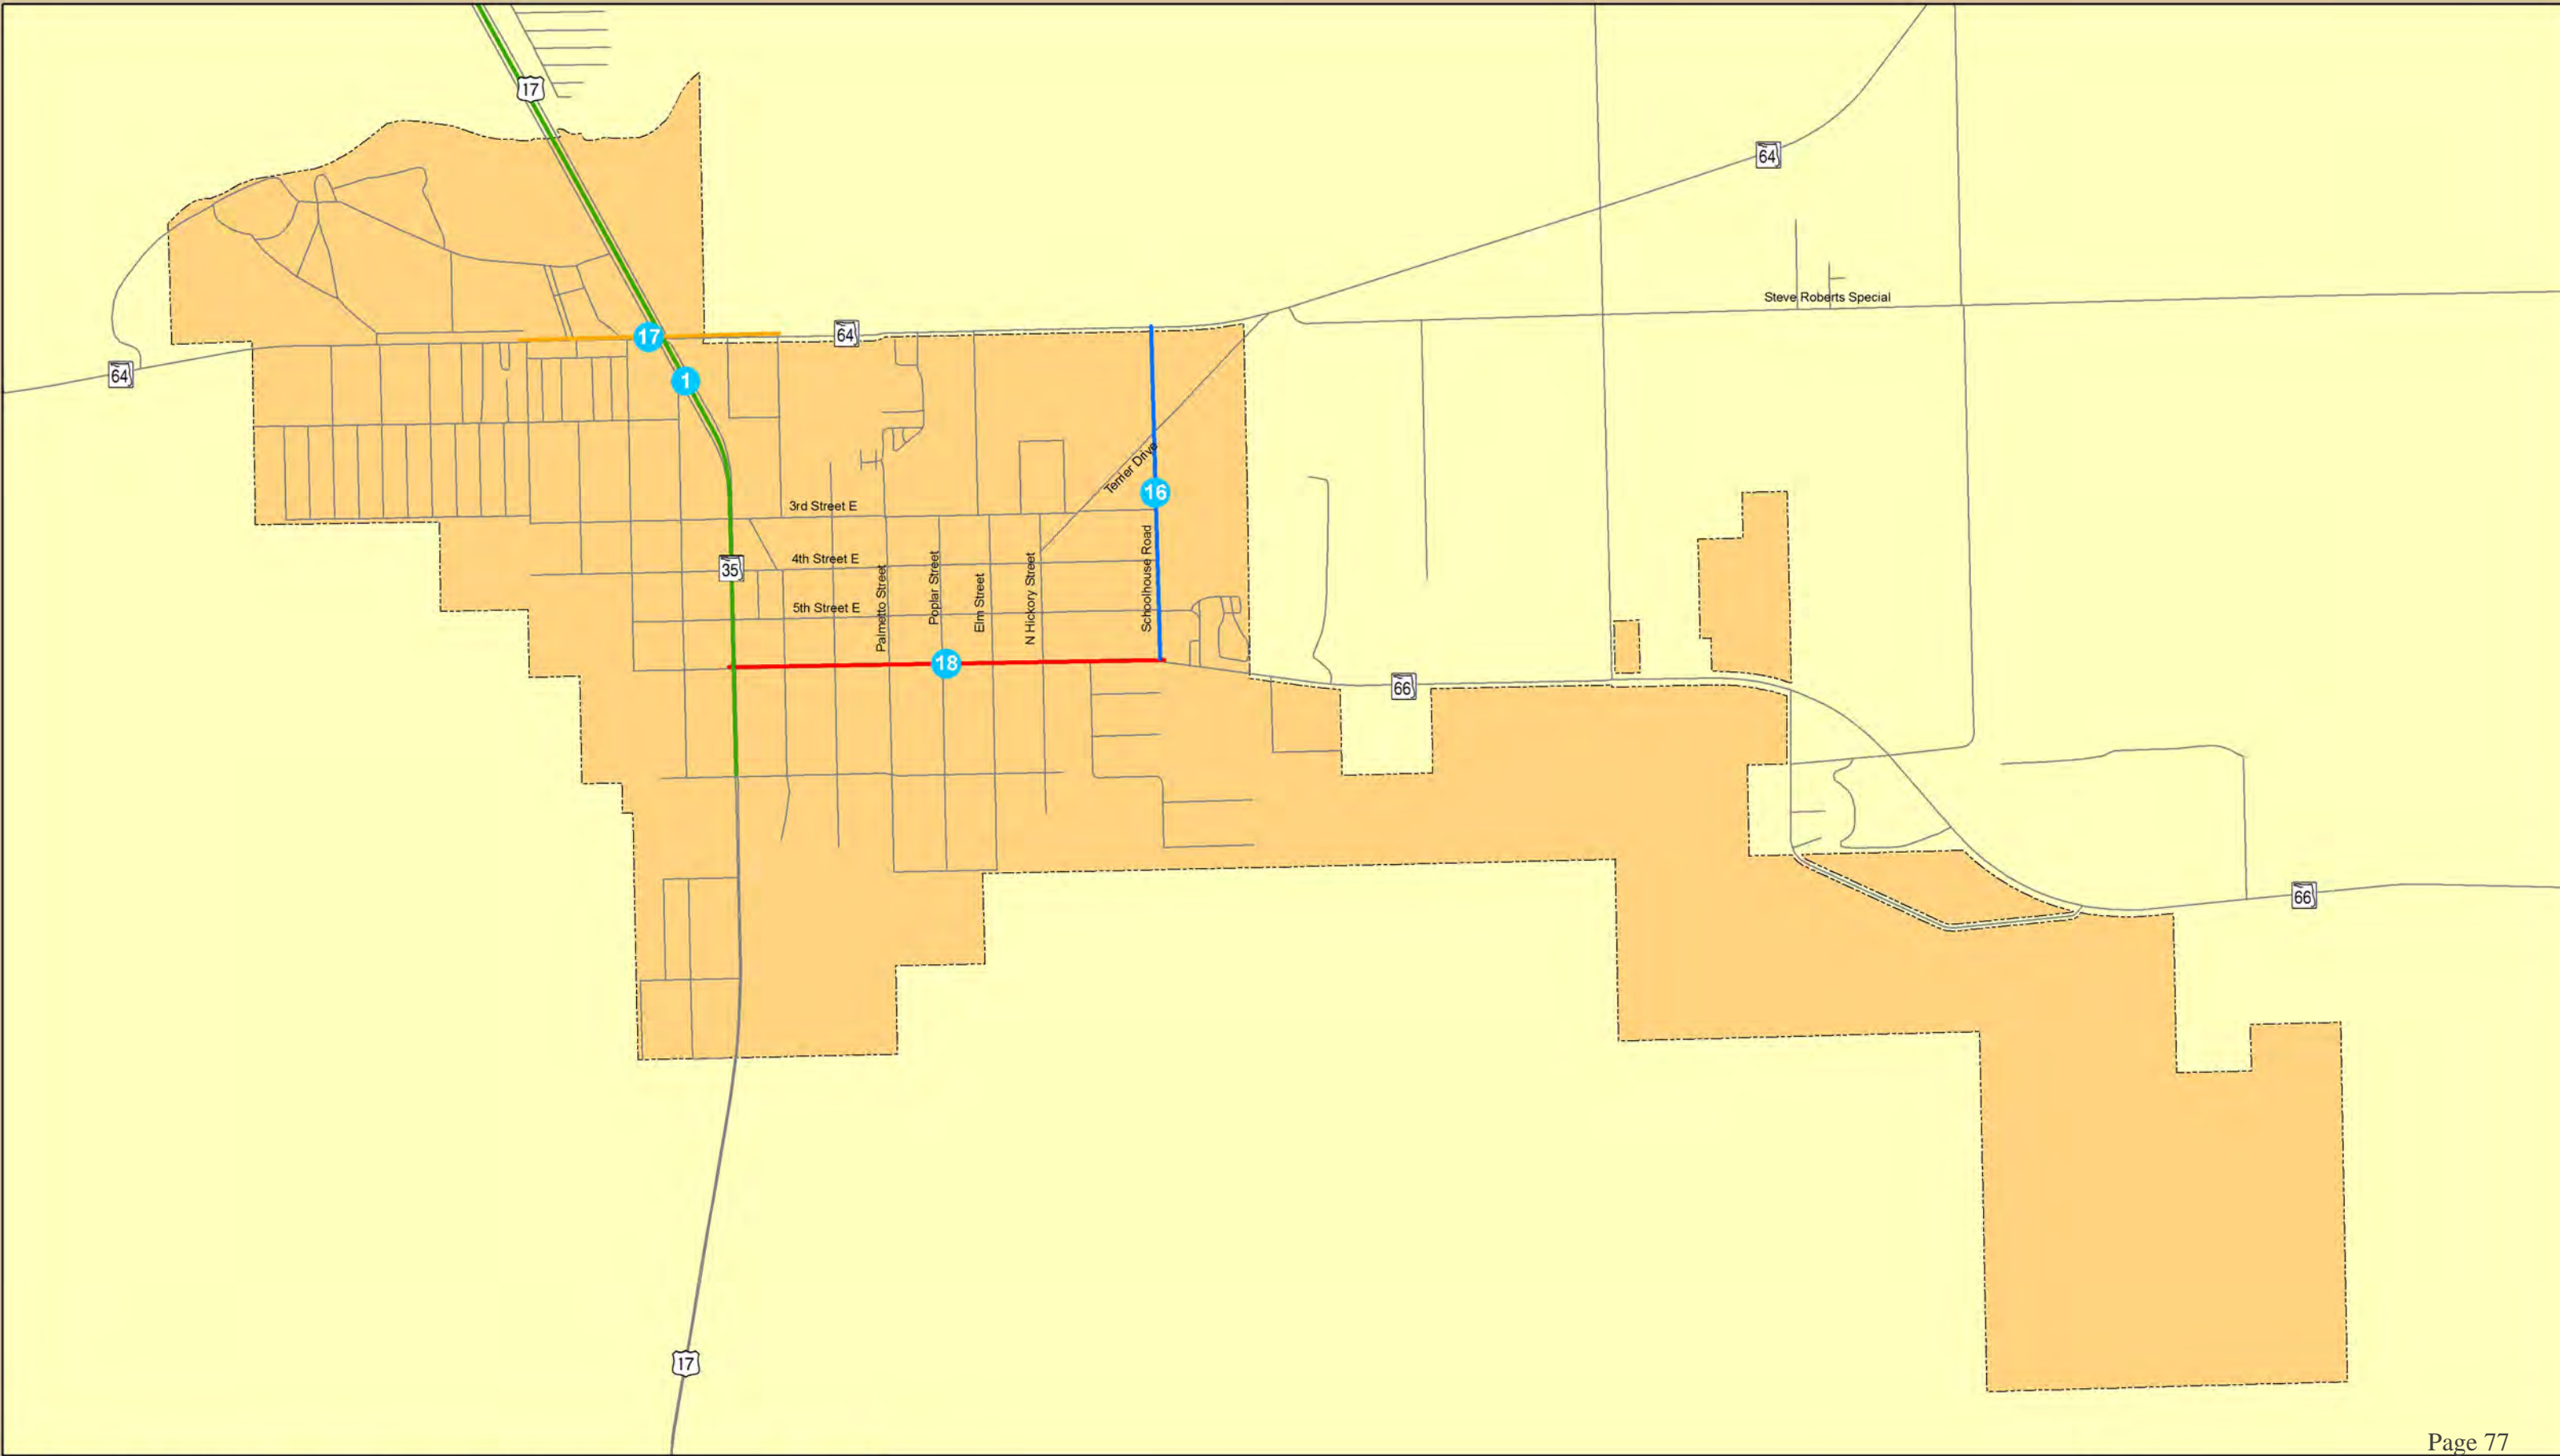 17
64
Steve Roberts Special
17
64
64
1
Terrier Drive
16
3rd Street E
4th Street E
35
Palmetto Street
Poplar Street
Elm Street
N Hickory Street
Schoolhouse Road
5th Street E
18
66
66
17
Page 77